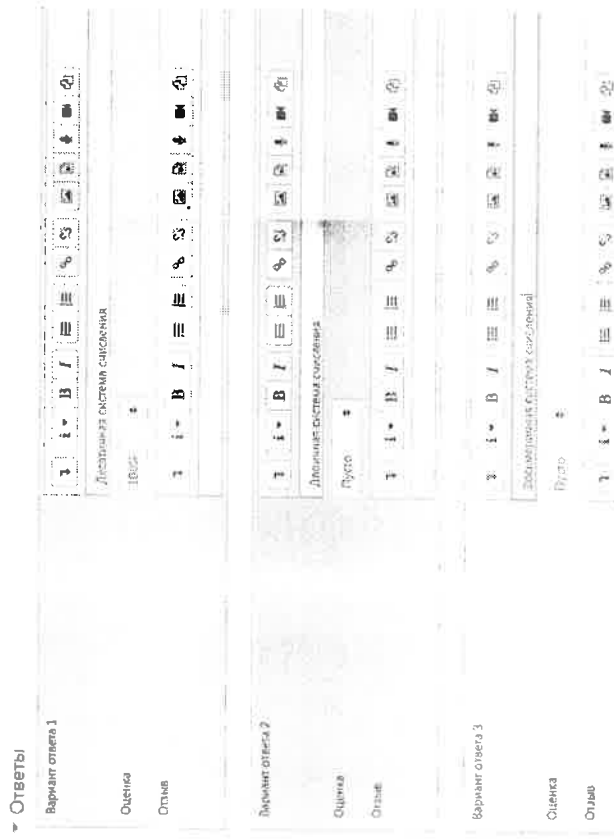 Ответы
Вариант ответа 1
B I
Десятичная система счисления
Оценка
100%
Отзыв
B I
Вариант ответа 2
B I
Двоичная система счисления
Оценка
Пусто
Отзыв
B I
Вариант ответа 3
B I
Восьмеричная система счисления
Оценка
Пусто
Отзыв
B I